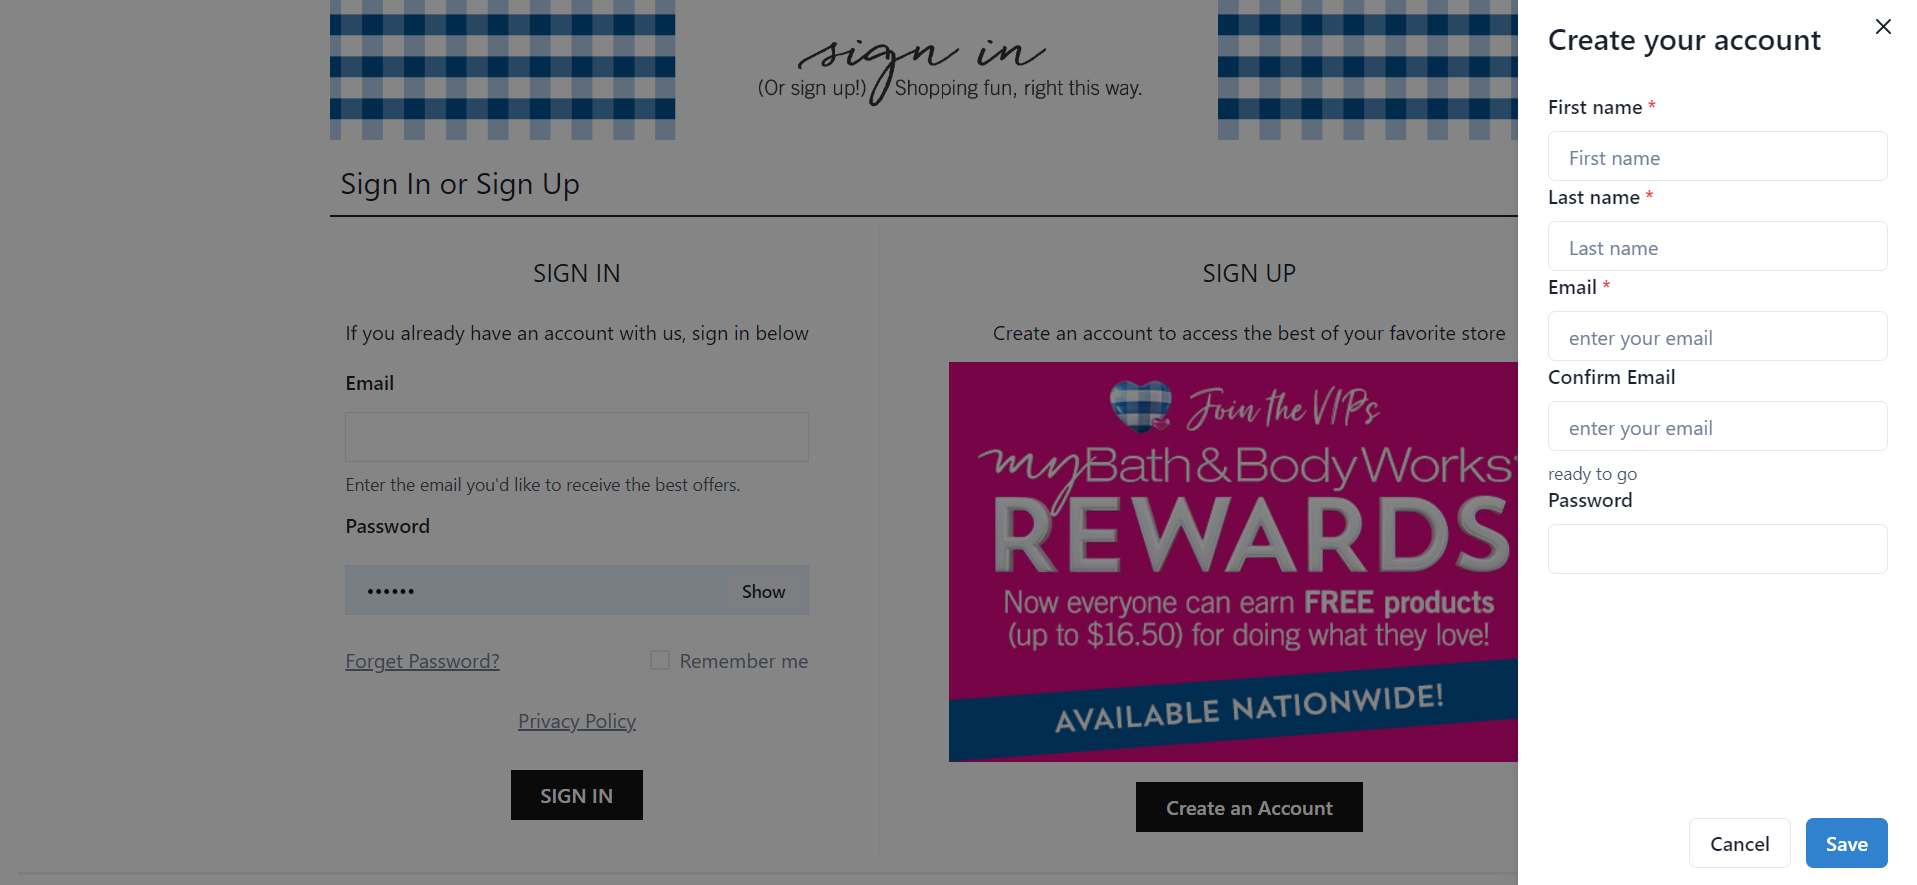 sign in
(Or sign up!) Shopping fun, right this way.
Sign In or Sign Up
SIGN IN
If you already have an account with us, sign in below
Email
Enter the email you'd like to receive the best offers.
Password
•••••• Show
Forget Password? Remember me
Privacy Policy
SIGN IN
SIGN UP
Create an account to access the best of your favorite store
Join the VIPs
my Bath & Body Works
REWARDS
Now everyone can earn FREE products
(up to $16.50) for doing what they love!
AVAILABLE NATIONWIDE!
Create an Account
Create your account
First name *
First name
Last name *
Last name
Email *
enter your email
Confirm Email
enter your email
ready to go
Password
Cancel Save